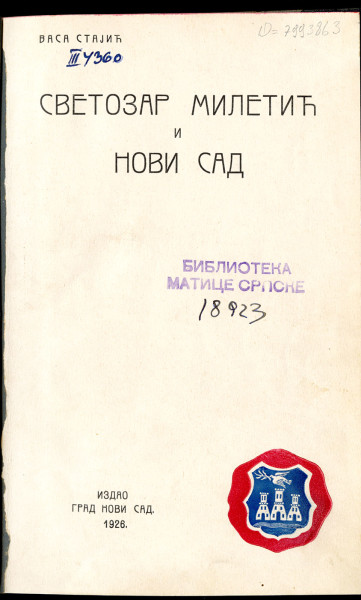 ВАСА СТАЈИЋ
ID=7993863
III 4360
СВЕТОЗАР МИЛЕТИЋ
И
НОВИ САД
БИБЛИОТЕКА
МАТИЦЕ СРПСКЕ
18923
ИЗДАО
ГРАД НОВИ САД.
1926.